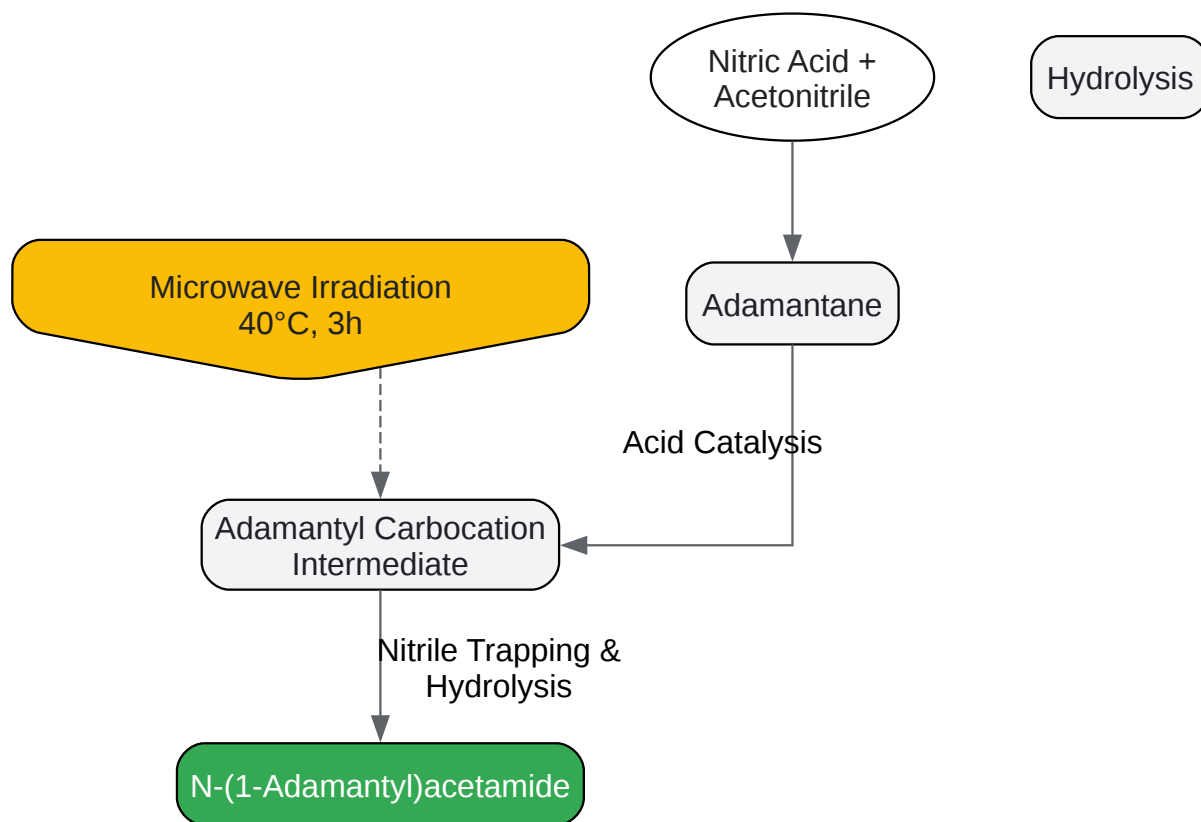 Nitric Acid +
Acetonitrile
Hydrolysis
Microwave Irradiation
40°C, 3h
Adamantane
Acid Catalysis
Adamantyl Carbocation
Intermediate
Nitrile Trapping &
Hydrolysis
N-(1-Adamantyl)acetamide